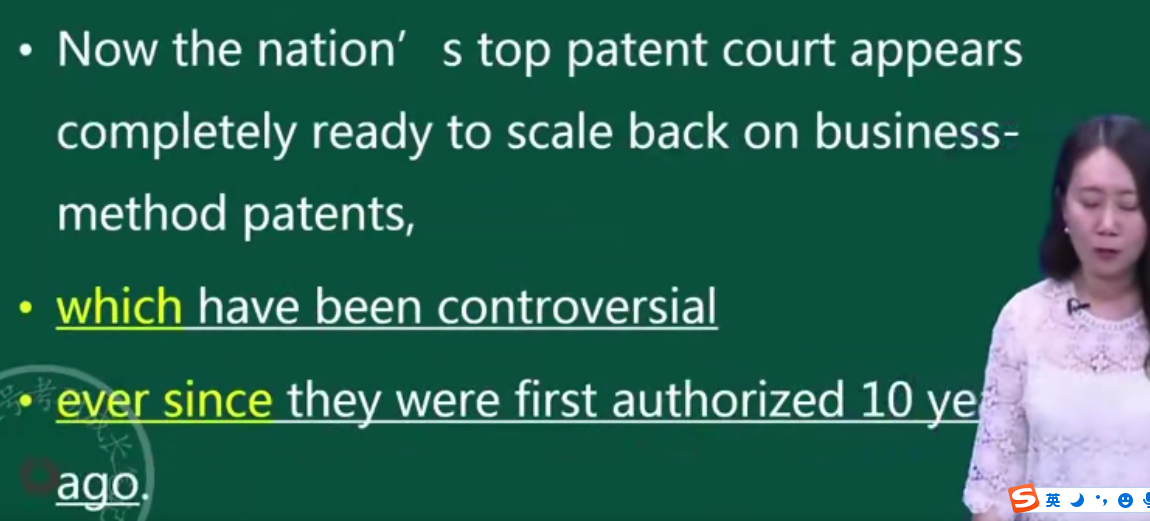 • Now the nation’s top patent court appears
completely ready to scale back on business-
method patents,
• which have been controversial
• ever since they were first authorized 10 ye
ago.
英